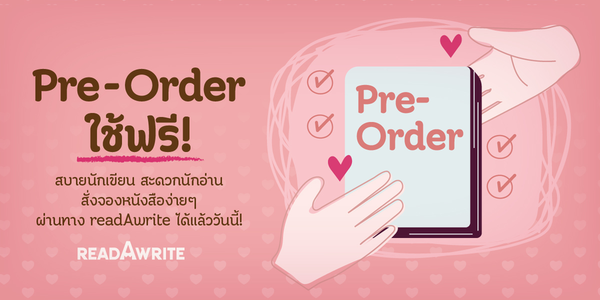 Pre-Order
ใช้ฟรี!
สบายนักเขียน สะดวกนักอ่าน
สั่งจองหนังสือง่ายๆ
ผ่านทาง readAwrite ได้แล้ววันนี้!
READAWRITE
Pre-
Order